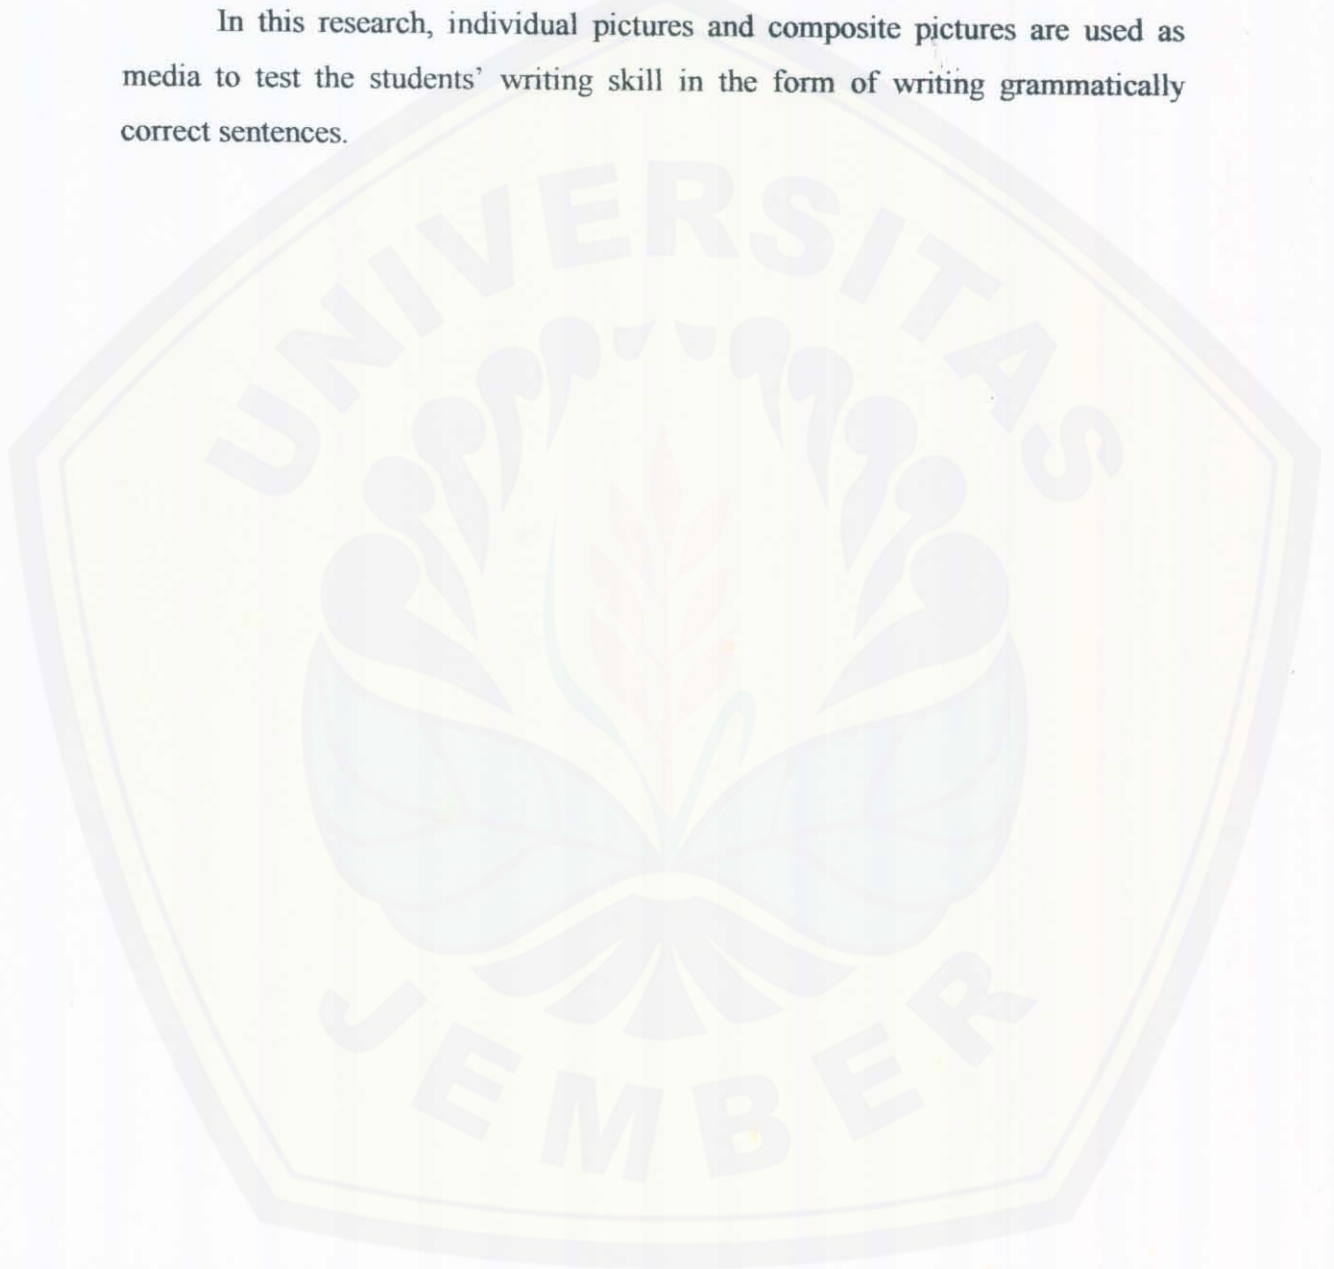 In this research, individual pictures and composite pictures are used as
media to test the students' writing skill in the form of writing grammatically
correct sentences.
UNIVERSITAS
JEMBER